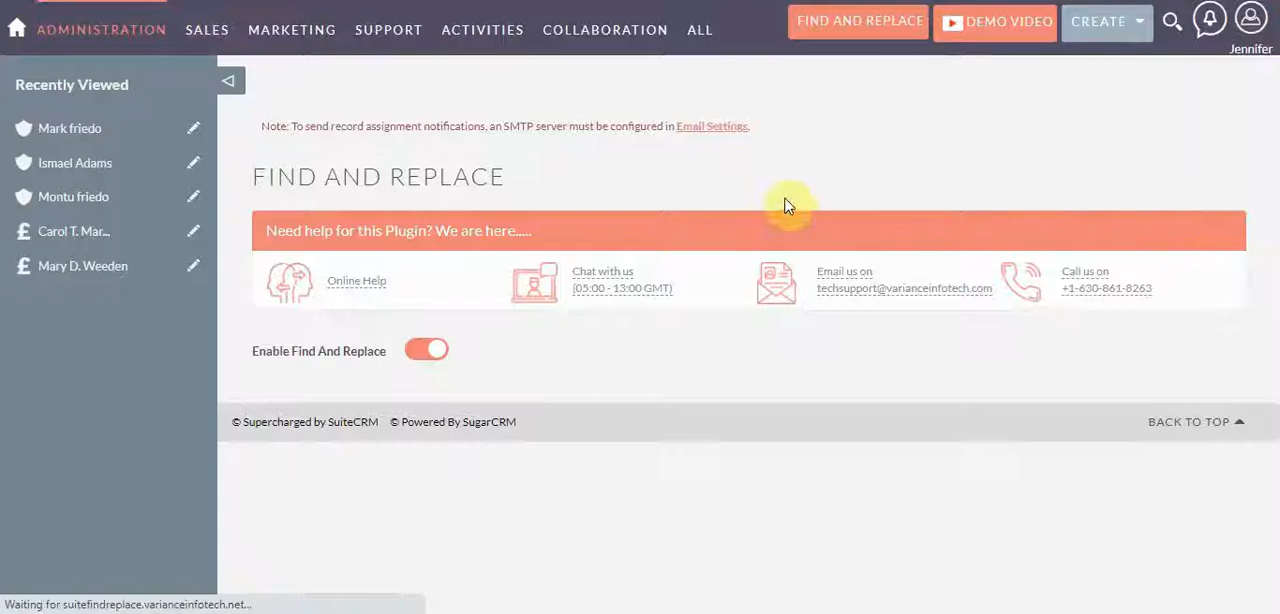 ADMINISTRATION SALES MARKETING SUPPORT ACTIVITIES COLLABORATION ALL FIND AND REPLACE DEMO VIDEO CREATE
Jennifer
Recently Viewed
Mark friedo
Ismael Adams
Montu friedo
Carol T. Mar...
Mary D. Weeden
Note: To send record assignment notifications, an SMTP server must be configured in Email Settings.
FIND AND REPLACE
Need help for this Plugin? We are here.....
Online Help
Chat with us
(05:00 - 13:00 GMT)
Email us on
techsupport@varianceinfotech.com
Call us on
+1-630-861-8263
Enable Find And Replace
© Supercharged by SuiteCRM © Powered By SugarCRM BACK TO TOP
Waiting for suitefindreplace.varianceinfotech.net...